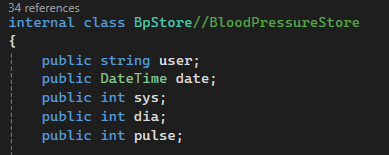 34 references
internal class BpStore//BloodPressureStore
{
public string user;
public DateTime date;
public int sys;
public int dia;
public int pulse;